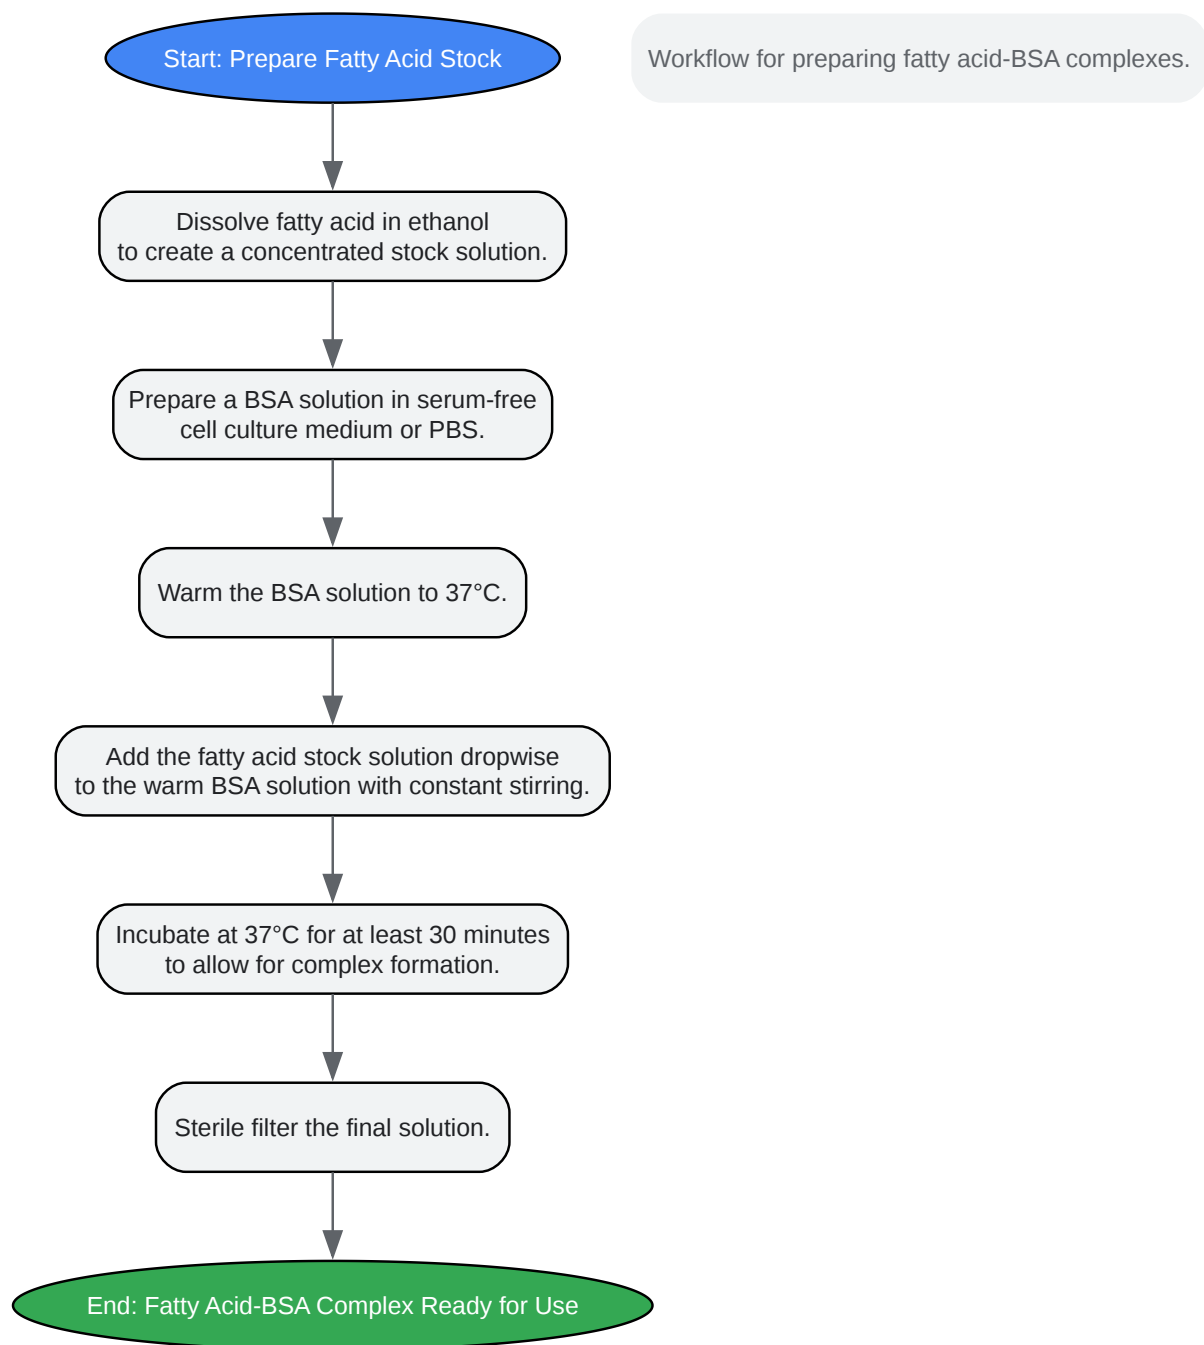 Start: Prepare Fatty Acid Stock
Workflow for preparing fatty acid-BSA complexes.
Dissolve fatty acid in ethanol
to create a concentrated stock solution.
Prepare a BSA solution in serum-free
cell culture medium or PBS.
Warm the BSA solution to 37°C.
Add the fatty acid stock solution dropwise
to the warm BSA solution with constant stirring.
Incubate at 37°C for at least 30 minutes
to allow for complex formation.
Sterile filter the final solution.
End: Fatty Acid-BSA Complex Ready for Use